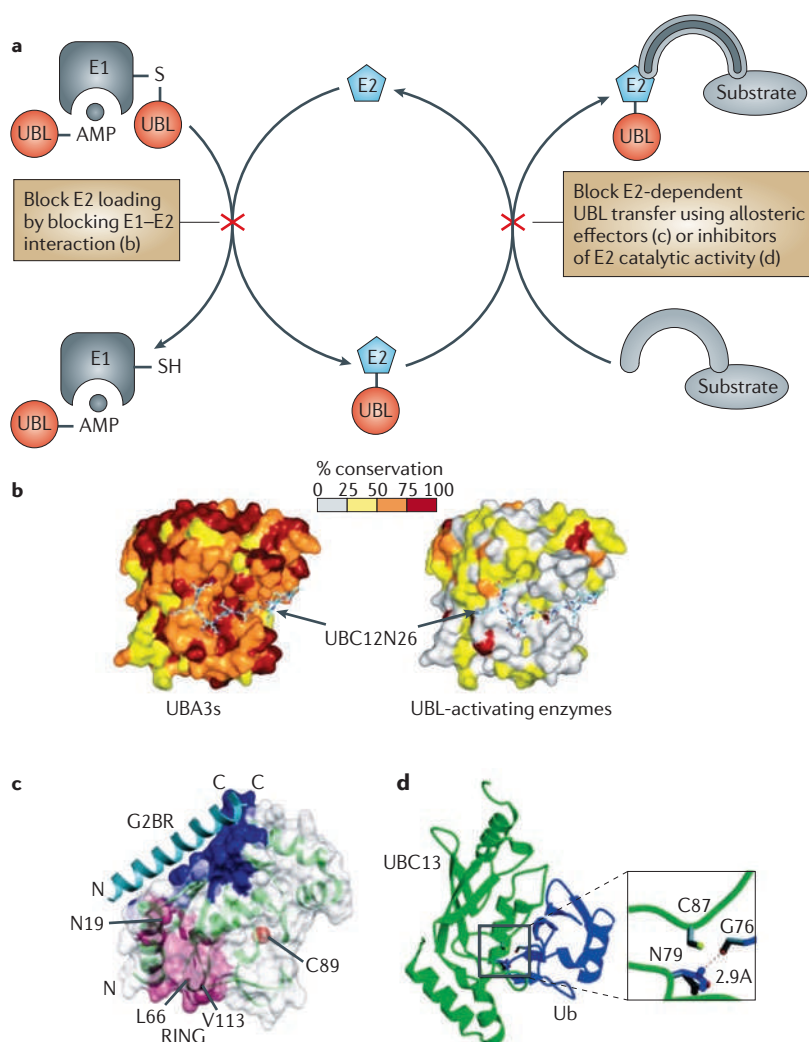 a
E1
S
E2
UBL
AMP
UBL
E2
UBL
Substrate
Block E2 loading
by blocking E1–E2
interaction (b)
Block E2-dependent
UBL transfer using allosteric
effectors (c) or inhibitors
of E2 catalytic activity (d)
E1
SH
UBL
AMP
E2
UBL
Substrate
b
% conservation
0 25 50 75 100
UBC12N26
UBA3s
UBL-activating enzymes
c
C C
G2BR
N
N19
C89
N
L66
V113
RING
d
UBC13
C87
G76
N79
2.9A
Ub